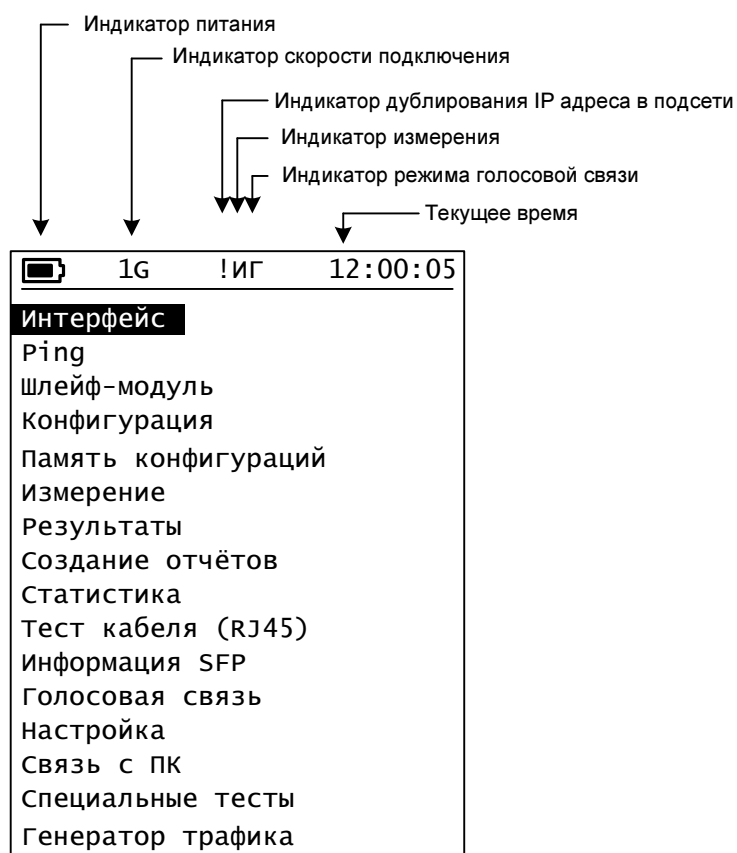 Индикатор питания
Индикатор скорости подключения
Индикатор дублирования IP адреса в подсети
Индикатор измерения
Индикатор режима голосовой связи
Текущее время
1G !ИГ 12:00:05
Интерфейс
Ping
Шлейф-модуль
Конфигурация
Память конфигураций
Измерение
Результаты
Создание отчётов
Статистика
Тест кабеля (RJ45)
Информация SFP
Голосовая связь
Настройка
Связь с ПК
Специальные тесты
Генератор трафика